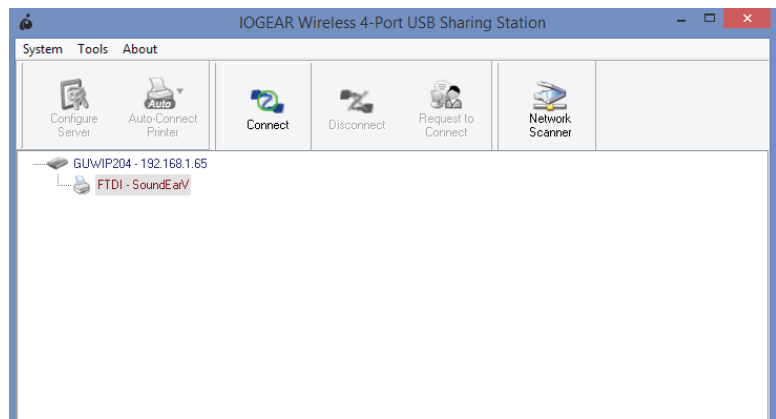 IOGEAR Wireless 4-Port USB Sharing Station
System Tools About
Configure Server
Auto
Auto-Connect Printer
Connect
Disconnect
Request to Connect
Network Scanner
GUWIP204 - 192.168.1.65
FTDI - SoundEarV